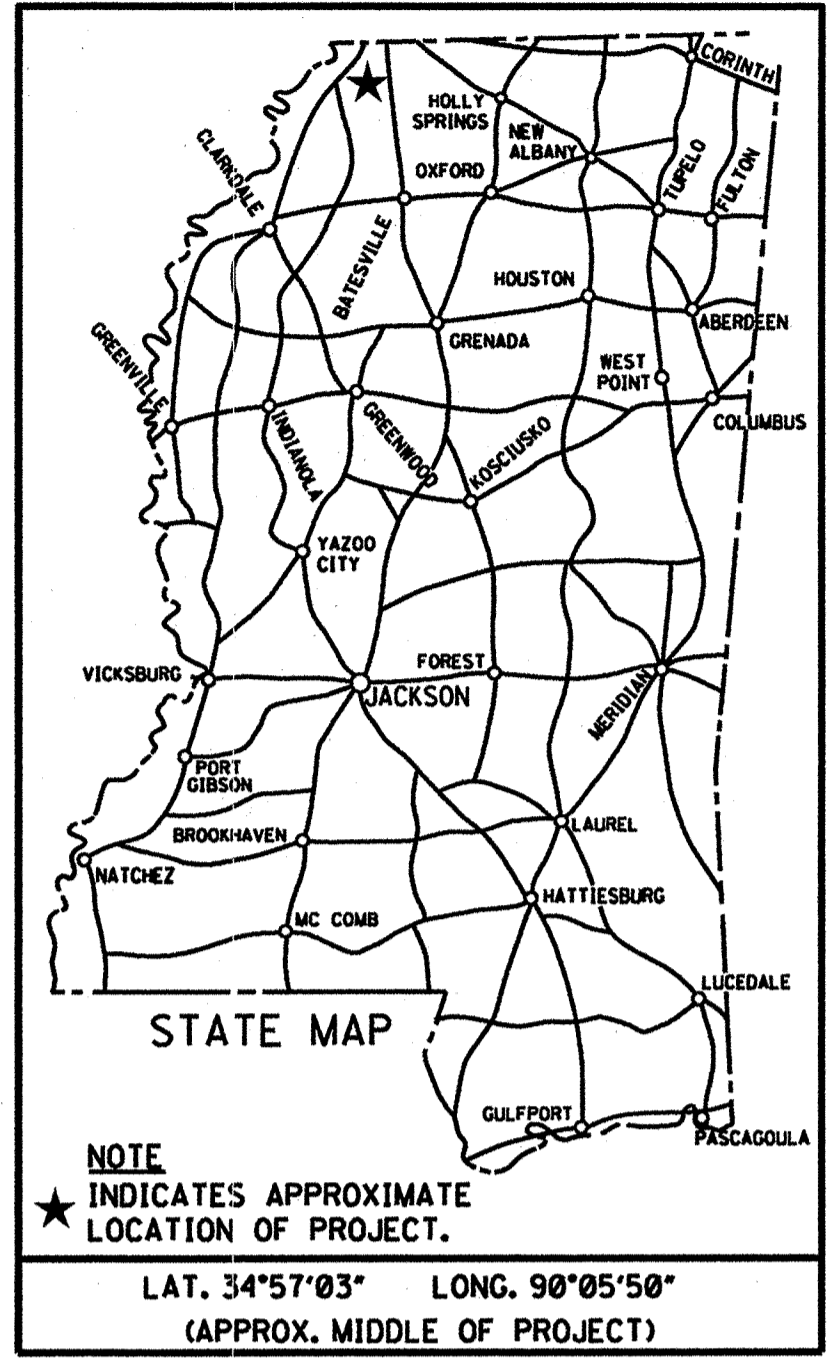 CORINTH
HOLLY
SPRINGS
NEW
ALBANY
CLARKDALE
OXFORD
TUPELO
FULTON
BATESVILLE
HOUSTON
ABERDEEN
GREENVILLE
GRENADA
WEST
POINT
COLUMBUS
INDIANOLA
GREENWOOD
KOSCIUSKO
YAZOO
CITY
VICKSBURG
FOREST
JACKSON
MERIDIAN
PORT
GIBSON
BROOKHAVEN
LAUREL
NATCHEZ
HATTIESBURG
MC COMB
LUCEDALE
STATE MAP
GULFPORT
PASCAGOULA
NOTE
INDICATES APPROXIMATE
LOCATION OF PROJECT.
LAT. 34°57'03" LONG. 90°05'50"
(APPROX. MIDDLE OF PROJECT)